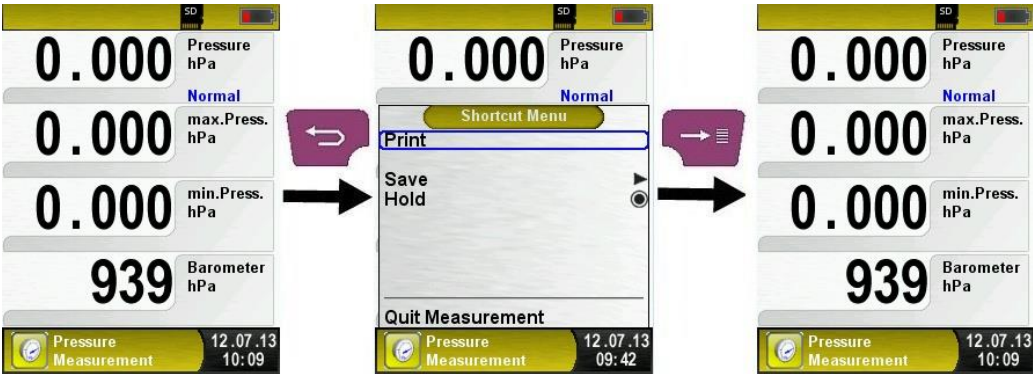 SD
0.000 Pressure
hPa
Normal
0.000 max.Press.
hPa
0.000 min.Press.
hPa
939 Barometer
hPa
Pressure
Measurement
12.07.13
10:09
SD
0.000 Pressure
hPa
Normal
Shortcut Menu
Print
Save
Hold
Quit Measurement
Pressure
Measurement
12.07.13
09:42
SD
0.000 Pressure
hPa
Normal
0.000 max.Press.
hPa
0.000 min.Press.
hPa
939 Barometer
hPa
Pressure
Measurement
12.07.13
10:09